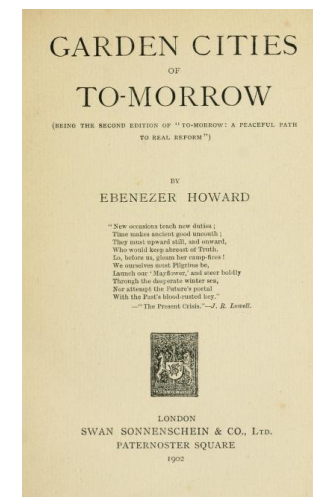 GARDEN CITIES
OF
TO-MORROW
(BEING THE SECOND EDITION OF "TO-MORROW: A PEACEFUL PATH
TO REAL REFORM")
BY
EBENEZER HOWARD
"New occasions teach new duties;
Time makes ancient good uncouth;
They must upward still, and onward,
Who would keep abreast of Truth.
Lo, before us, gleam her camp-fires!
We ourselves must Pilgrims be,
Launch our 'Mayflower,' and steer boldly
Through the desperate winter sea,
Nor attempt the Future's portal
With the Past's blood-rusted key."
—"The Present Crisis."—J. R. Lowell.
LONDON
SWAN SONNENSCHEIN & CO., LTD.
PATERNOSTER SQUARE
1902